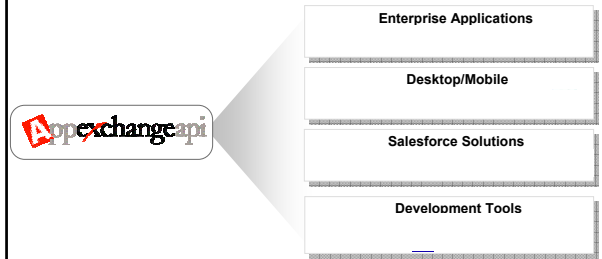 Appexchangeapi
Enterprise Applications
Desktop/Mobile
Salesforce Solutions
Development Tools